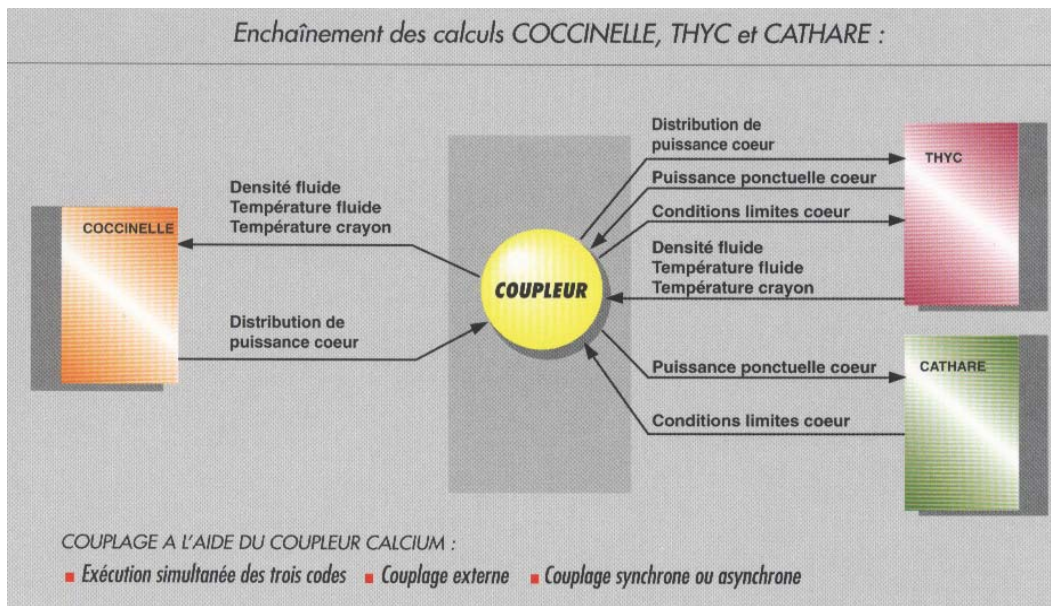 Enchaînement des calculs COCCINELLE, THYC et CATHARE :
Distribution de
puissance coeur
THYC
Puissance ponctuelle coeur
Densité fluide
Température fluide
Température crayon
COCCINELLE
Conditions limites coeur
Densité fluide
Température fluide
Température crayon
COUPLEUR
Distribution de
puissance coeur
Puissance ponctuelle coeur
CATHARE
Conditions limites coeur
COUPLAGE A L'AIDE DU COUPLEUR CALCIUM :
Exécution simultanée des trois codes Couplage externe Couplage synchrone ou asynchrone